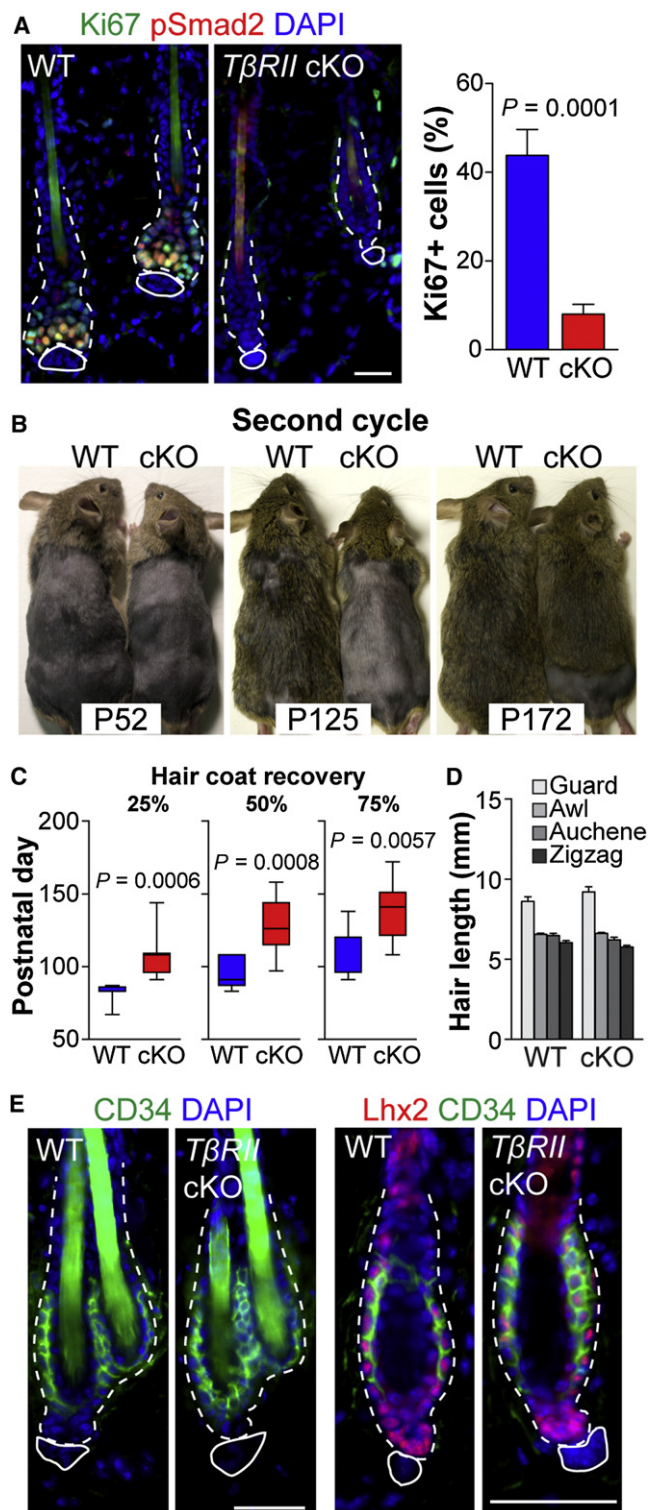 A Ki67 pSmad2 DAPI
WT TβRII cKO
Ki67+ cells (%)
60
40
20
0
P = 0.0001
WT cKO
B Second cycle
WT cKO WT cKO WT cKO
P52 P125 P172
C Hair coat recovery
25% 50% 75%
Postnatal day
200
150
100
50
P = 0.0006 P = 0.0008 P = 0.0057
WT cKO WT cKO WT cKO
D
Guard
Awl
Auchene
Zigzag
Hair length (mm)
15
10
5
0
WT cKO
E CD34 DAPI Lhx2 CD34 DAPI
WT TβRII WT TβRII
cKO cKO